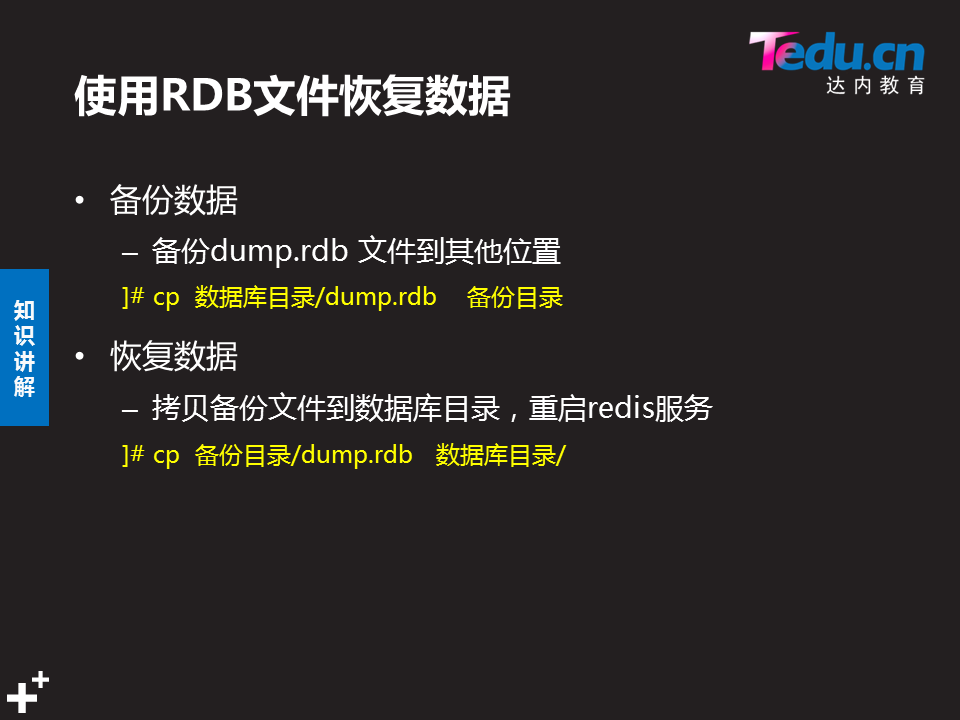 Tedu.cn
达内教育
使用RDB文件恢复数据
• 备份数据
– 备份dump.rdb 文件到其他位置
]# cp 数据库目录/dump.rdb 备份目录
知识讲解
• 恢复数据
– 拷贝备份文件到数据库目录，重启redis服务
]# cp 备份目录/dump.rdb 数据库目录/